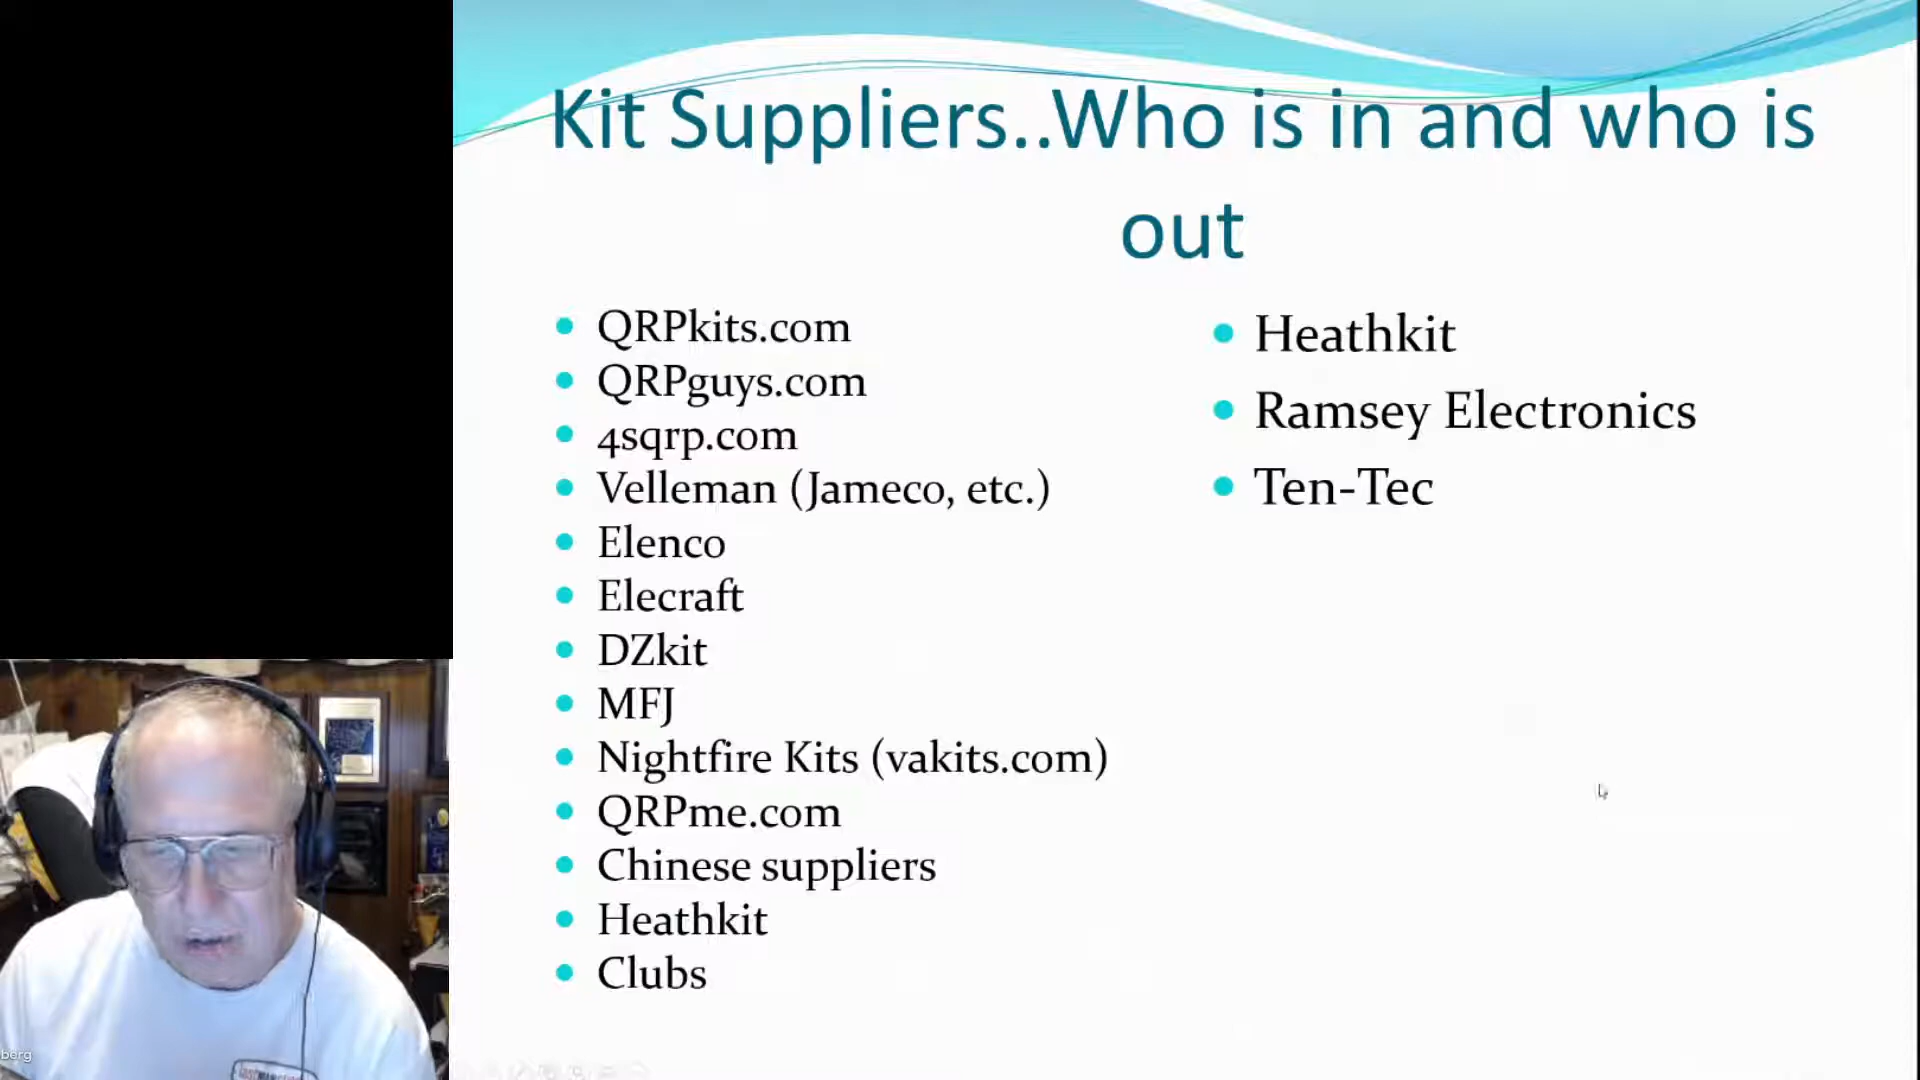 Kit Suppliers..Who is in and who is
out
QRPkits.com
QRPguys.com
4sqrp.com
Velleman (Jameco, etc.)
Elenco
Elecraft
DZkit
MFJ
Nightfire Kits (vakits.com)
QRPme.com
Chinese suppliers
Heathkit
Clubs
Heathkit
Ramsey Electronics
Ten-Tec
berg